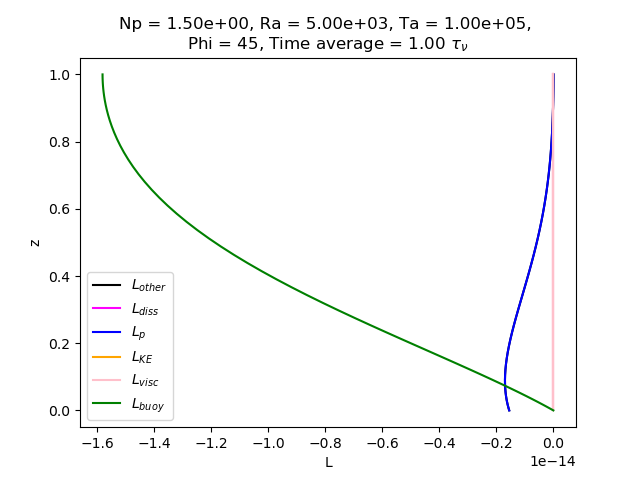 Np = 1.50e+00, Ra = 5.00e+03, Ta = 1.00e+05,
Phi = 45, Time average = 1.00 τ_ν
1.0
0.8
0.6
z
0.4
0.2
0.0
L_other
L_diss
L_p
L_KE
L_visc
L_buoy
−1.6 −1.4 −1.2 −1.0 −0.8 −0.6 −0.4 −0.2 0.0
L
1e−14